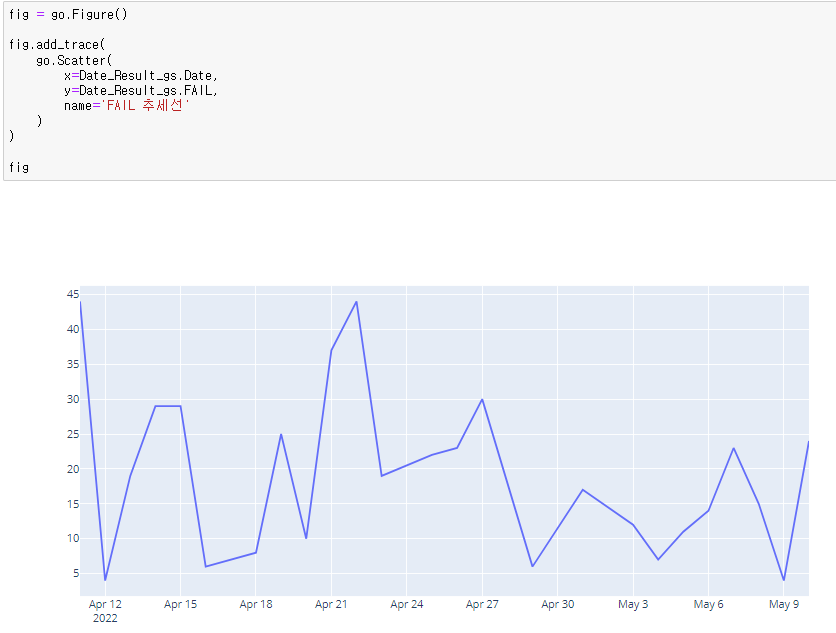 fig = go.Figure()
fig.add_trace(
go.Scatter(
x=Date_Result_gs.Date,
y=Date_Result_gs.FAIL,
name='FAIL 추세선'
)
)
fig
45
40
35
30
25
20
15
10
5
Apr 12 Apr 15 Apr 18 Apr 21 Apr 24 Apr 27 Apr 30 May 3 May 6 May 9
2022